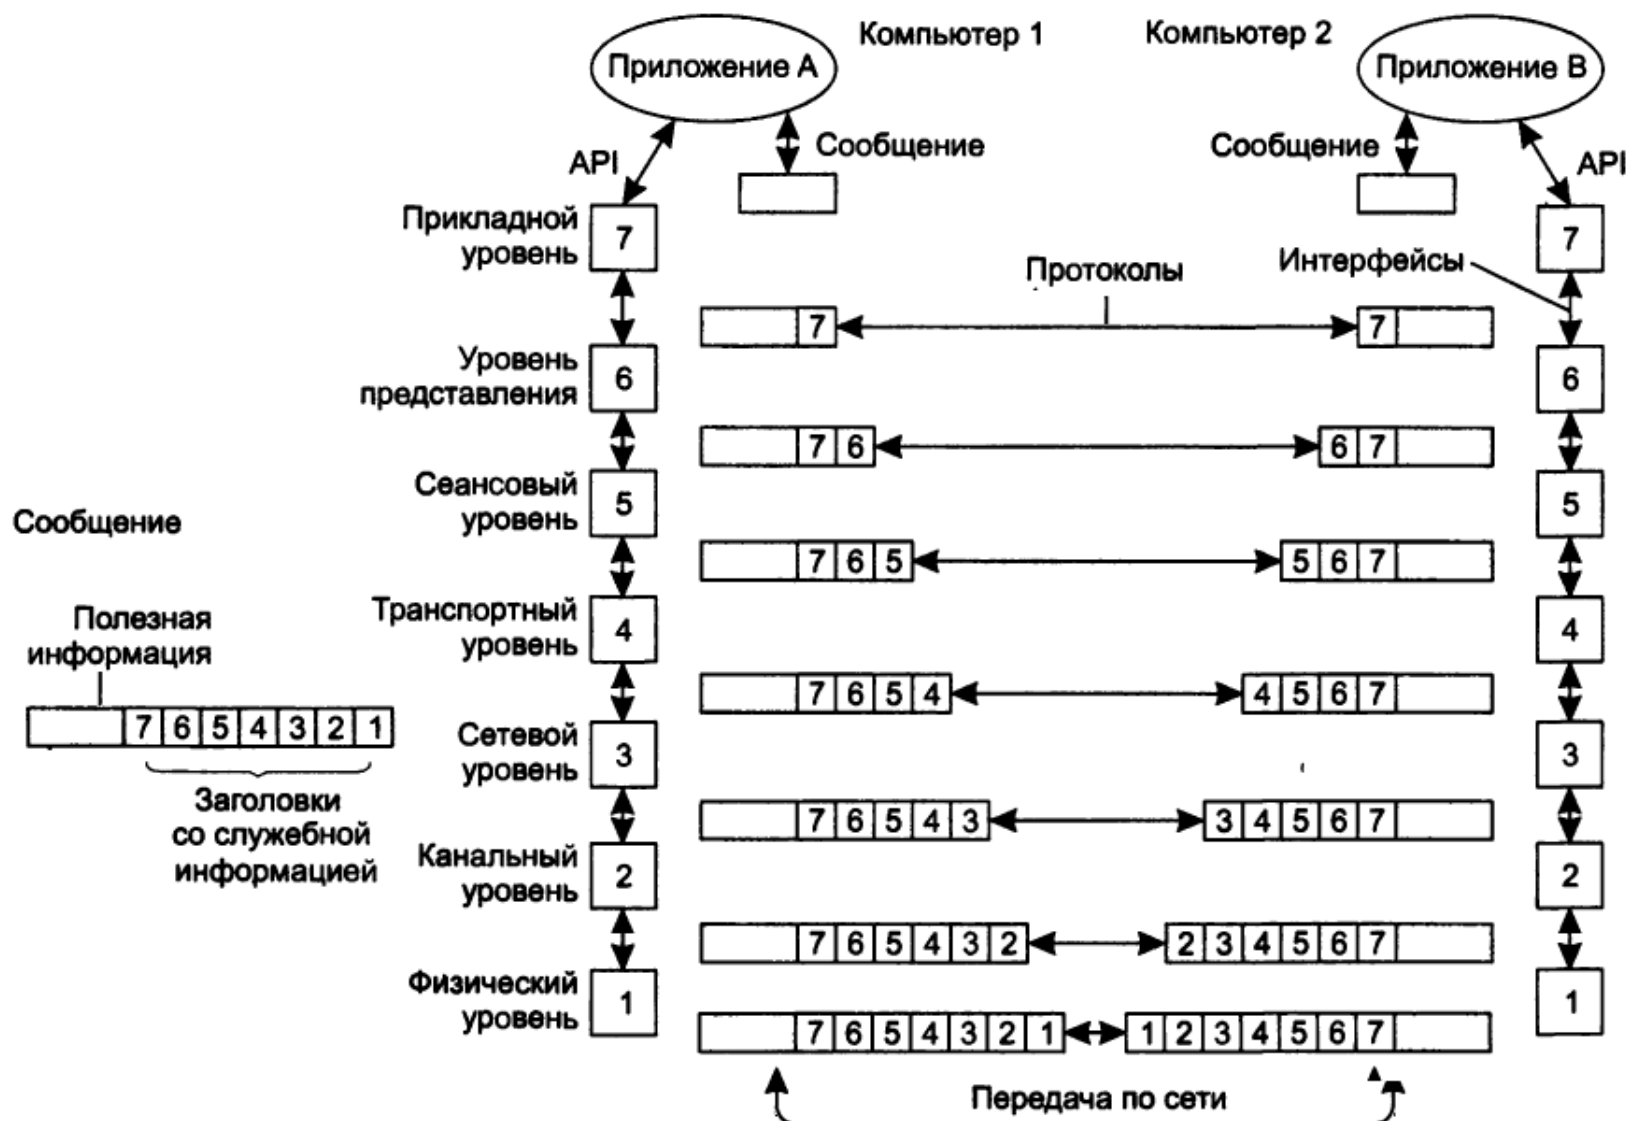 Компьютер 1
Компьютер 2
Приложение A
Приложение B
Сообщение
Сообщение
API
API
Прикладной
уровень
7
7
Протоколы
Интерфейсы
7
7
Уровень
представления
6
6
7 6
6 7
Сеансовый
уровень
5
5
Сообщение
7 6 5
5 6 7
Полезная
информация
Транспортный
уровень
4
4
7 6 5 4
4 5 6 7
7 6 5 4 3 2 1
Сетевой
уровень
3
3
Заголовки
со служебной
информацией
7 6 5 4 3
3 4 5 6 7
Канальный
уровень
2
2
7 6 5 4 3 2
2 3 4 5 6 7
Физический
уровень
1
1
7 6 5 4 3 2 1
1 2 3 4 5 6 7
Передача по сети